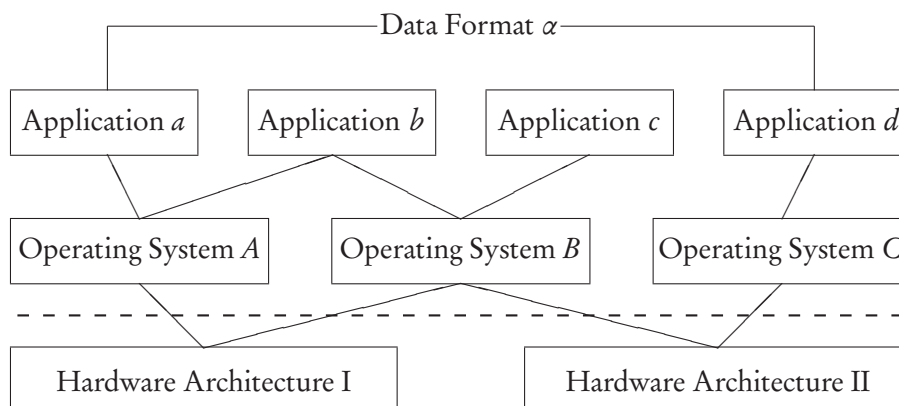 Data Format α
Application a
Application b
Application c
Application d
Operating System A
Operating System B
Operating System C
Hardware Architecture I
Hardware Architecture II